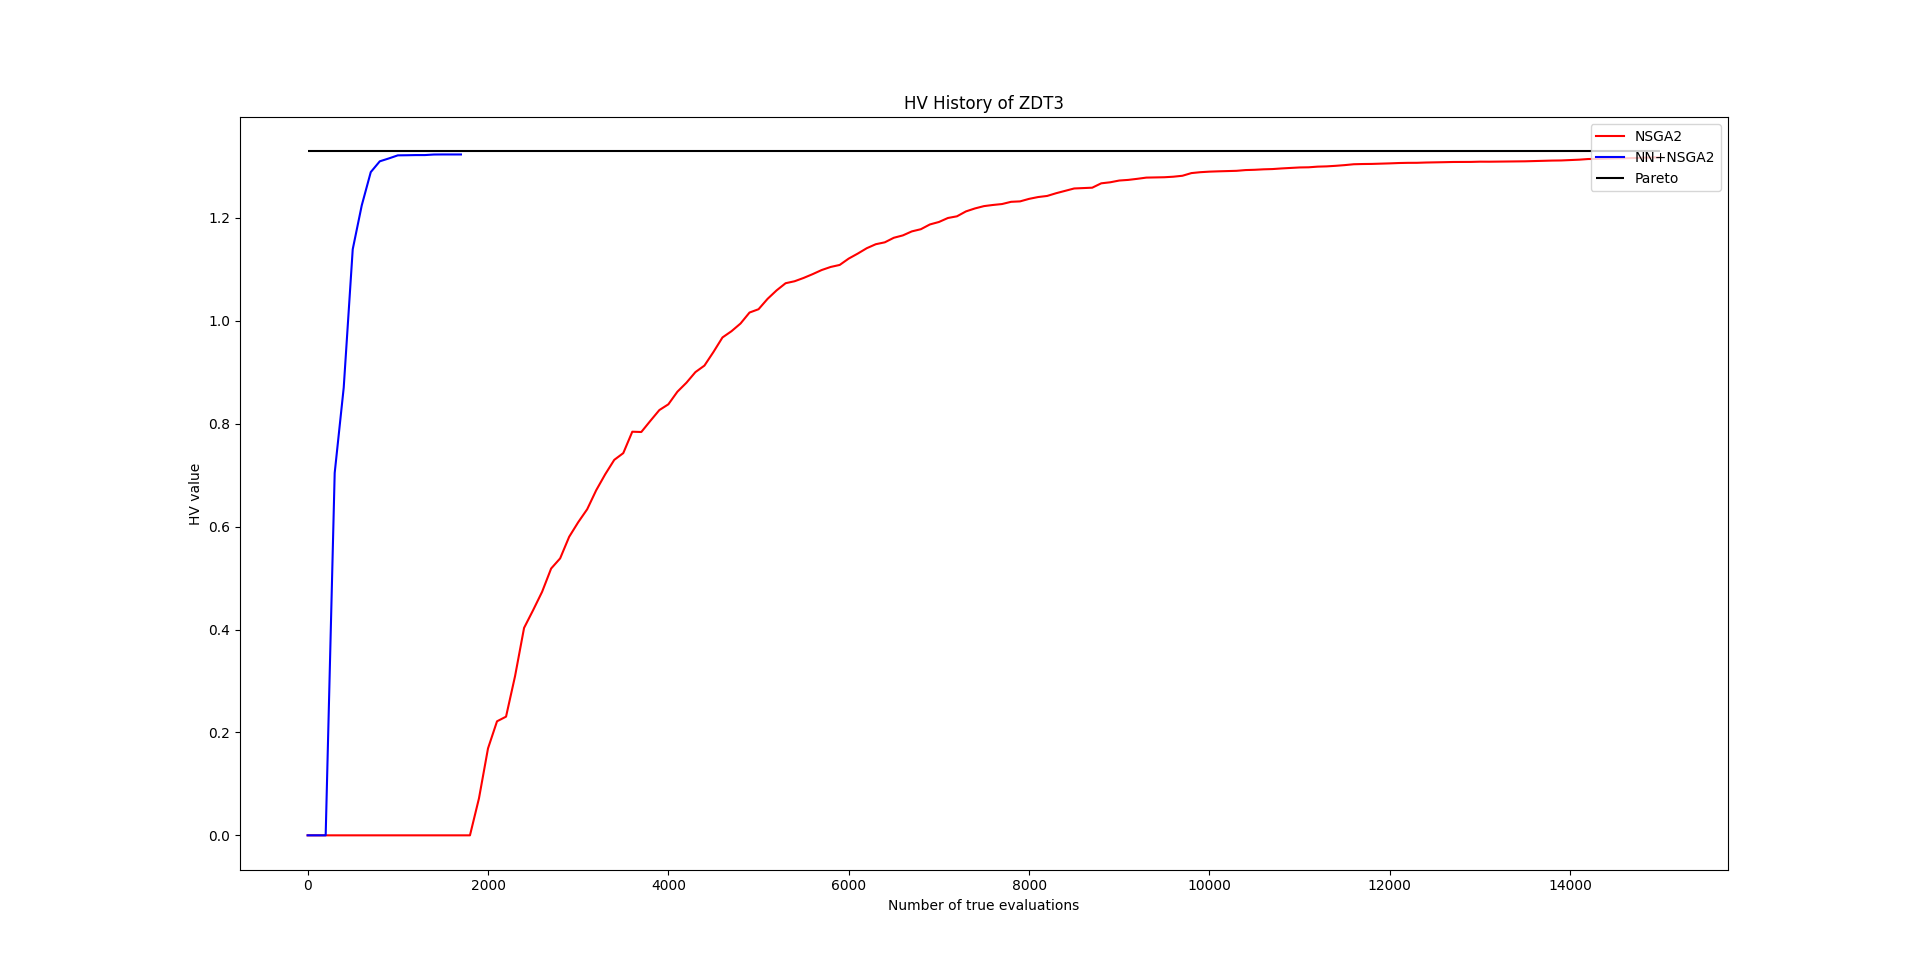 HV History of ZDT3
NSGA2
NN+NSGA2
Pareto
HV value
1.2
1.0
0.8
0.6
0.4
0.2
0.0
0 2000 4000 6000 8000 10000 12000 14000
Number of true evaluations